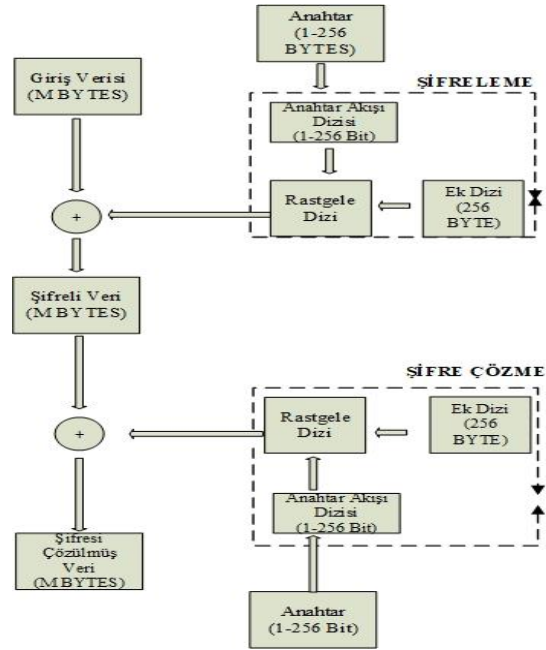 Anahtar
(1-256
BYTES)
Giriş Verisi
(M BYTES)
ŞİFRELEME
Anahtar Akışı
Dizisi
(1-256 Bit)
Rastgele
Dizi
Ek Dizi
(256
BYTE)
+
Şifreli Veri
(M BYTES)
ŞİFRE ÇÖZME
Rastgele
Dizi
Ek Dizi
(256
BYTE)
+
Anahtar Akışı
Dizisi
(1-256 Bit)
Şifresi
Çözülmüş
Veri
(M BYTES)
Anahtar
(1-256 Bit)